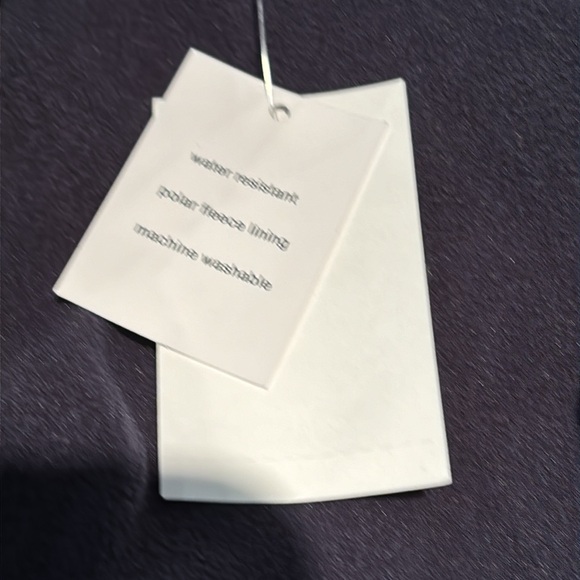 water resistant
polar fleece lining
machine washable